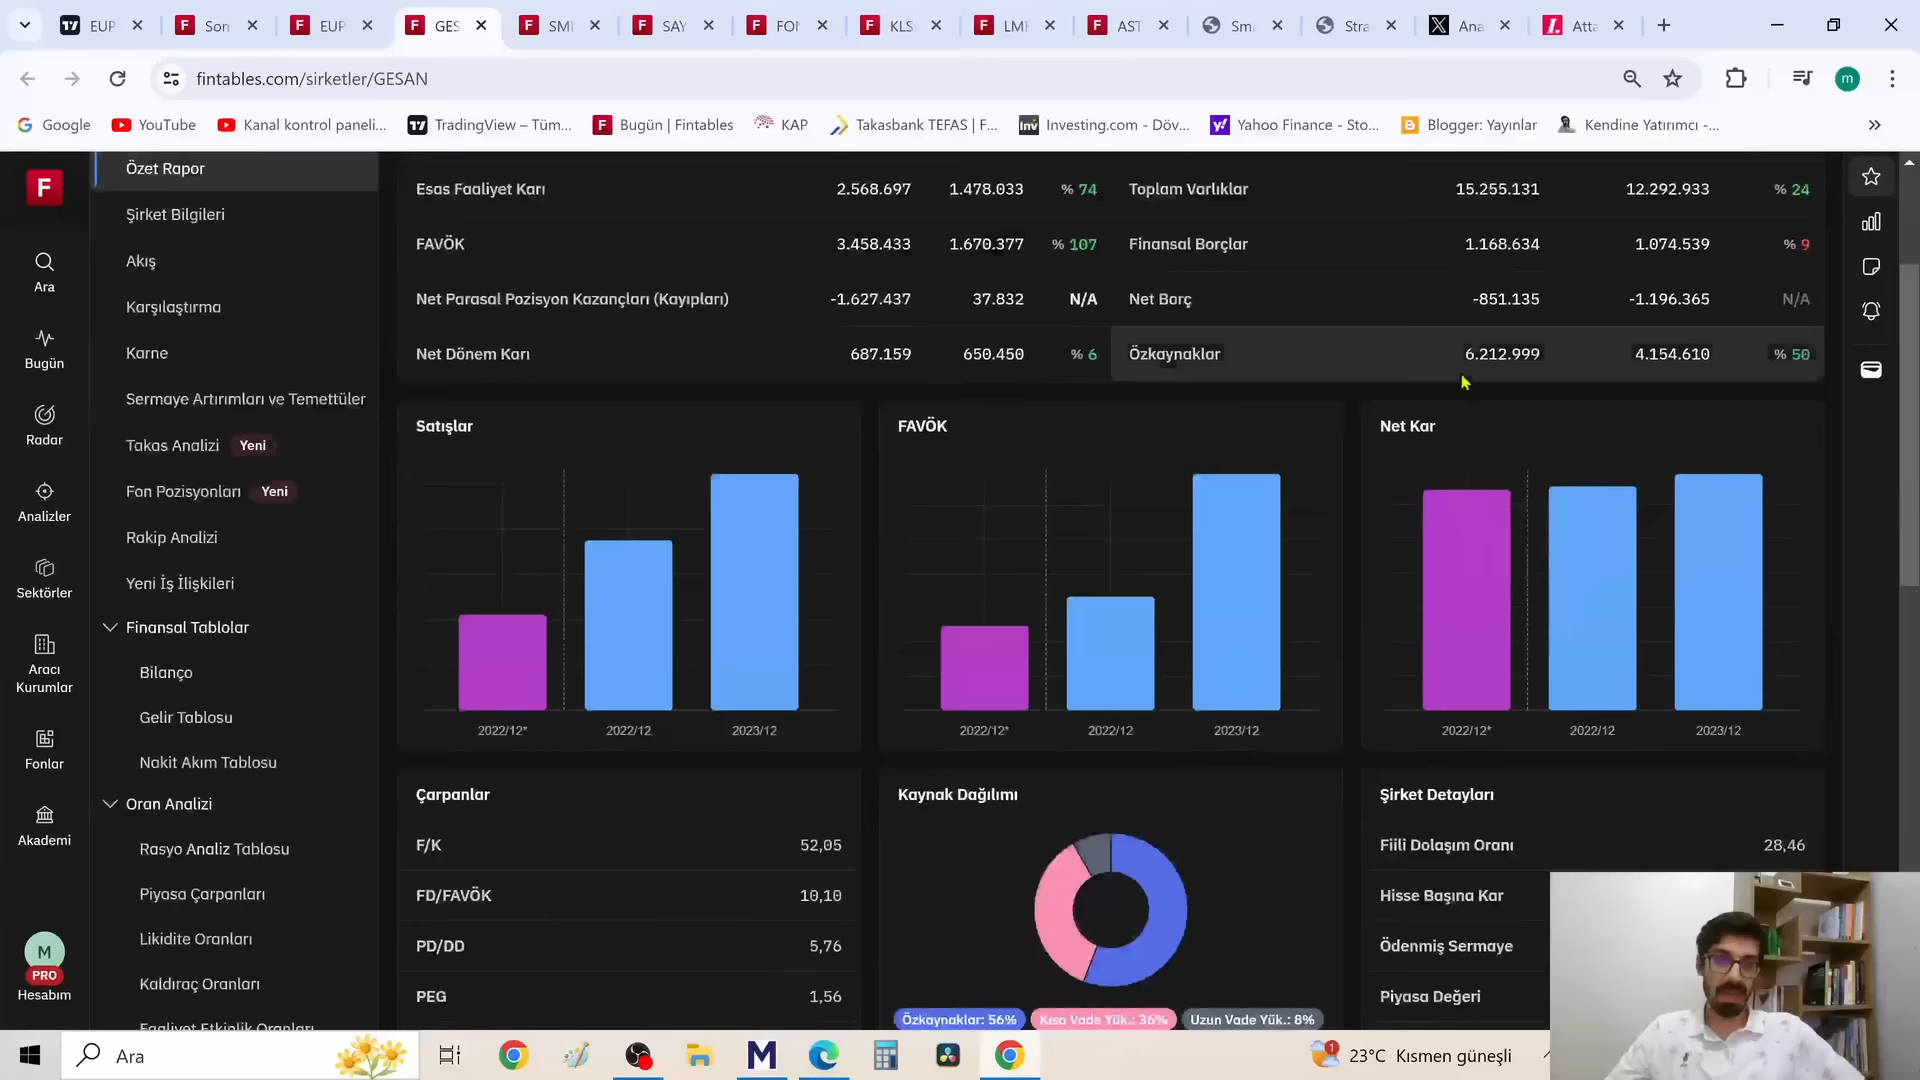 EUP
Son
EUP
GES
SMI
SAY
FON
KLS
LMI
AST
Sma
Stra
Ana
Atta
fintables.com/sirketler/GESAN
m
Google
YouTube
Kanal kontrol paneli...
TradingView – Tüm...
Bugün | Fintables
KAP
Takasbank TEFAS | F...
Investing.com - Döv...
Yahoo Finance - Sto...
Blogger: Yayınlar
Kendine Yatırımcı -...
F
Ara
Bugün
Radar
Analizler
Sektörler
Aracı
Kurumlar
Fonlar
Akademi
M
PRO
Hesabım
Özet Rapor
Şirket Bilgileri
Akış
Karşılaştırma
Karne
Sermaye Artırımları ve Temettüler
Takas Analizi Yeni
Fon Pozisyonları Yeni
Rakip Analizi
Yeni İş İlişkileri
Finansal Tablolar
Bilanço
Gelir Tablosu
Nakit Akım Tablosu
Oran Analizi
Rasyo Analiz Tablosu
Piyasa Çarpanları
Likidite Oranları
Kaldıraç Oranları
Faaliyet Etkinlik Oranları
Esas Faaliyet Karı 2.568.697 1.478.033 % 74
FAVÖK 3.458.433 1.670.377 % 107
Net Parasal Pozisyon Kazançları (Kayıpları) -1.627.437 37.832 N/A
Net Dönem Karı 687.159 650.450 % 6
Toplam Varlıklar 15.255.131 12.292.933 % 24
Finansal Borçlar 1.168.634 1.074.539 % 9
Net Borç -851.135 -1.196.365 N/A
Özkaynaklar 6.212.999 4.154.610 % 50
Satışlar
2022/12* 2022/12 2023/12
FAVÖK
2022/12* 2022/12 2023/12
Net Kar
2022/12* 2022/12 2023/12
Çarpanlar
F/K 52,05
FD/FAVÖK 10,10
PD/DD 5,76
PEG 1,56
Kaynak Dağılımı
Özkaynaklar: 56% Kısa Vade Yük.: 36% Uzun Vade Yük.: 8%
Şirket Detayları
Fiili Dolaşım Oranı 28,46
Hisse Başına Kar
Ödenmiş Sermaye
Piyasa Değeri
Ara
1
23°C Kısmen güneşli